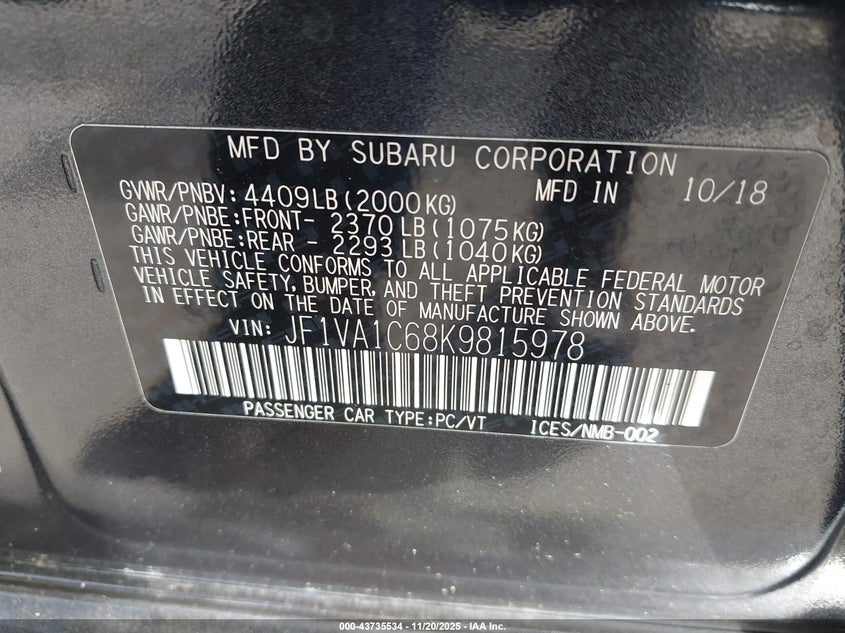 MFD BY SUBARU CORPORATION
GVWR/PNBV: 4409LB(2000KG) MFD IN 10/18
GAWR/PNBE:FRONT- 2370LB(1075KG)
GAWR/PNBE:REAR - 2293LB(1040KG)
THIS VEHICLE CONFORMS TO ALL APPLICABLE FEDERAL MOTOR
VEHICLE SAFETY, BUMPER, AND THEFT PREVENTION STANDARDS
IN EFFECT ON THE DATE OF MANUFACTURE SHOWN ABOVE.
VIN: JF1VA1C68K9815978
PASSENGER CAR TYPE:PC/VT ICES/NMB-002
000-43735534 - 11/20/2025 - IAA Inc.